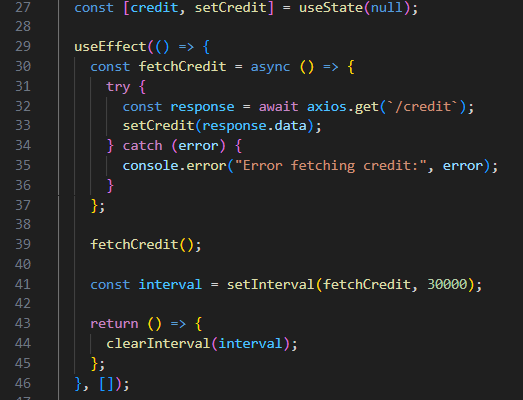 27 const [credit, setCredit] = useState(null);
28
29 useEffect(() => {
30 const fetchCredit = async () => {
31 try {
32 const response = await axios.get(`/credit`);
33 setCredit(response.data);
34 } catch (error) {
35 console.error("Error fetching credit:", error);
36 }
37 };
38
39 fetchCredit();
40
41 const interval = setInterval(fetchCredit, 30000);
42
43 return () => {
44 clearInterval(interval);
45 };
46 }, []);